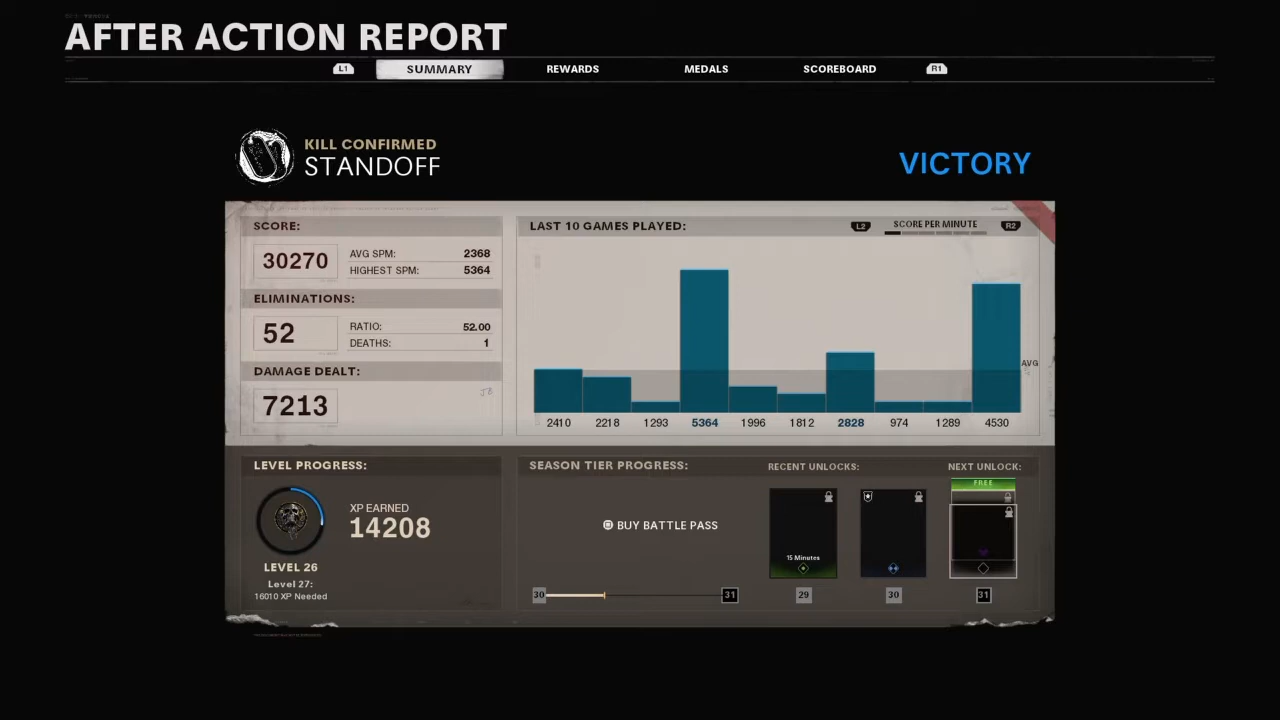 AFTER ACTION REPORT
L1 SUMMARY REWARDS MEDALS SCOREBOARD R1
KILL CONFIRMED
STANDOFF
VICTORY
SCORE:
30270
AVG SPM: 2368
HIGHEST SPM: 5364
ELIMINATIONS:
52
RATIO: 52.00
DEATHS: 1
DAMAGE DEALT:
7213
LAST 10 GAMES PLAYED:
L2 SCORE PER MINUTE R2
AVG
2410 2218 1293 5364 1996 1812 2828 974 1289 4530
LEVEL PROGRESS:
XP EARNED
14208
LEVEL 26
Level 27:
16010 XP Needed
SEASON TIER PROGRESS:
BUY BATTLE PASS
30 31
RECENT UNLOCKS:
15 Minutes
29 30
NEXT UNLOCK:
FREE
31